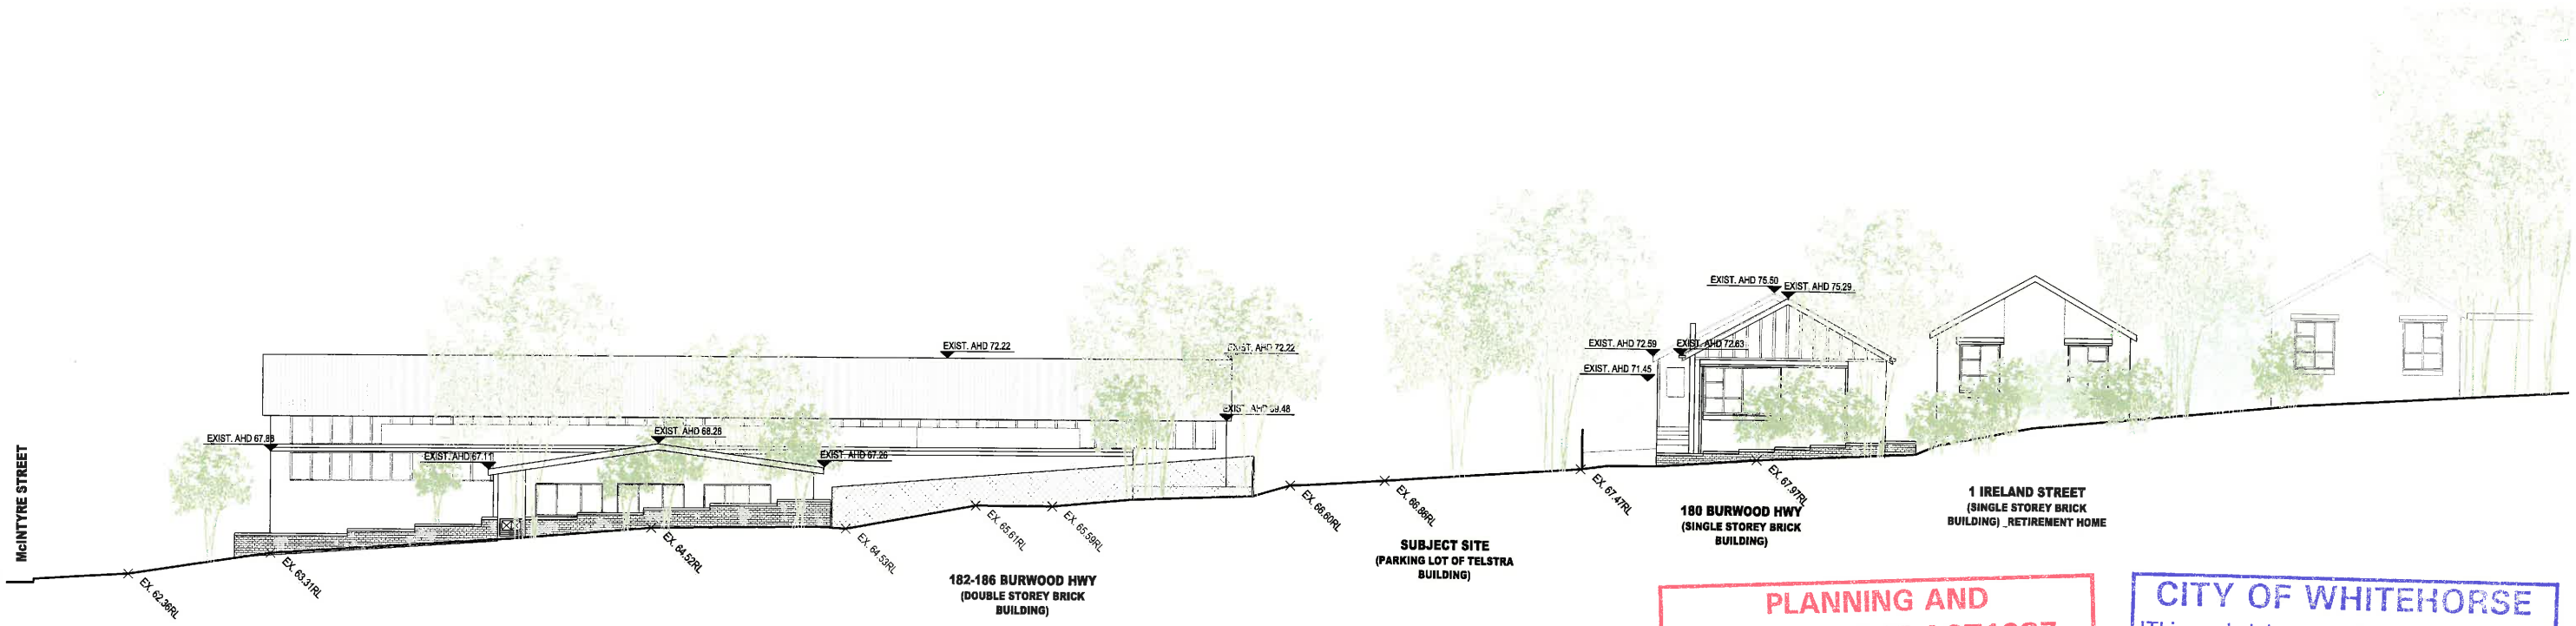 McINTYRE STREET
EX. 62.36RL
EXIST. AHD 67.88
EX. 63.31RL
EXIST. AHD 67.11
EXIST. AHD 68.28
EX. 64.52RL
EXIST. AHD 67.26
EX. 64.53RL
EXIST. AHD 72.22
EX. 65.61RL
EX. 65.59RL
182-186 BURWOOD HWY
(DOUBLE STOREY BRICK
BUILDING)
EXIST. AHD 72.22
EXIST. AHD 69.48
EX. 66.60RL
EX. 66.86RL
SUBJECT SITE
(PARKING LOT OF TELSTRA
BUILDING)
EX. 67.47RL
EXIST. AHD 75.50
EXIST. AHD 75.29
EXIST. AHD 72.59
EXIST. AHD 72.63
EXIST. AHD 71.45
EX. 67.97RL
180 BURWOOD HWY
(SINGLE STOREY BRICK
BUILDING)
1 IRELAND STREET
(SINGLE STOREY BRICK
BUILDING) _RETIREMENT HOME
PLANNING AND
CITY OF WHITEHORSE